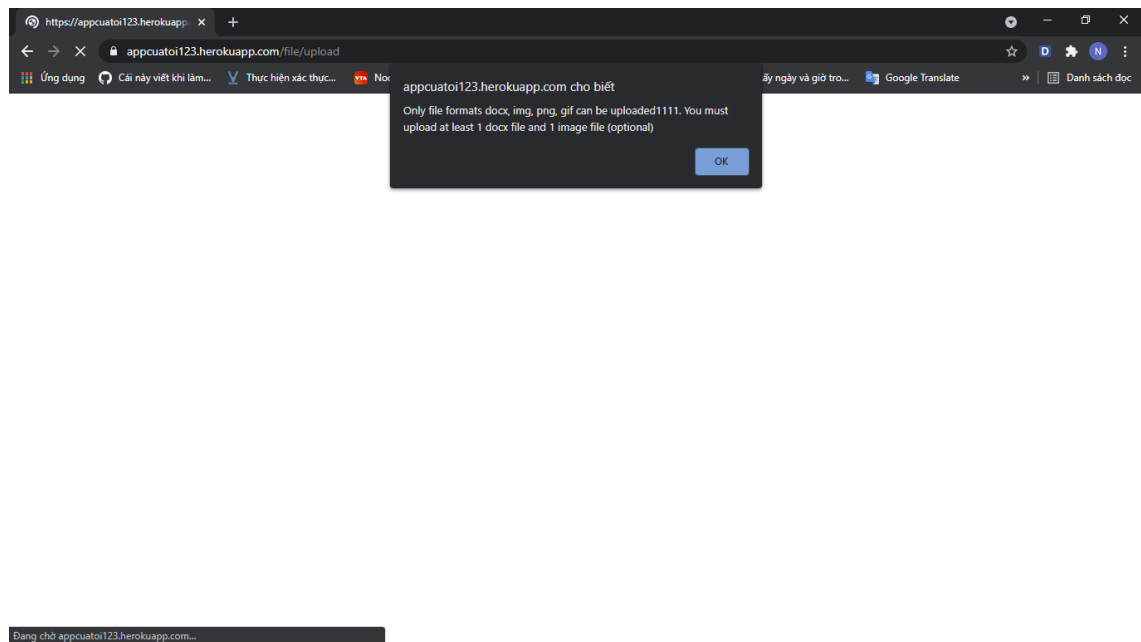 https://appcuatoi123.herokuapp.
appcuatoi123.herokuapp.com/file/upload
D
N
Ứng dụng Cái này viết khi làm... Thực hiện xác thực... ấy ngày và giờ tro... Google Translate » Danh sách đọc
appcuatoi123.herokuapp.com cho biết
Only file formats docx, img, png, gif can be uploaded1111. You must
upload at least 1 docx file and 1 image file (optional)
OK
Đang chờ appcuatoi123.herokuapp.com...